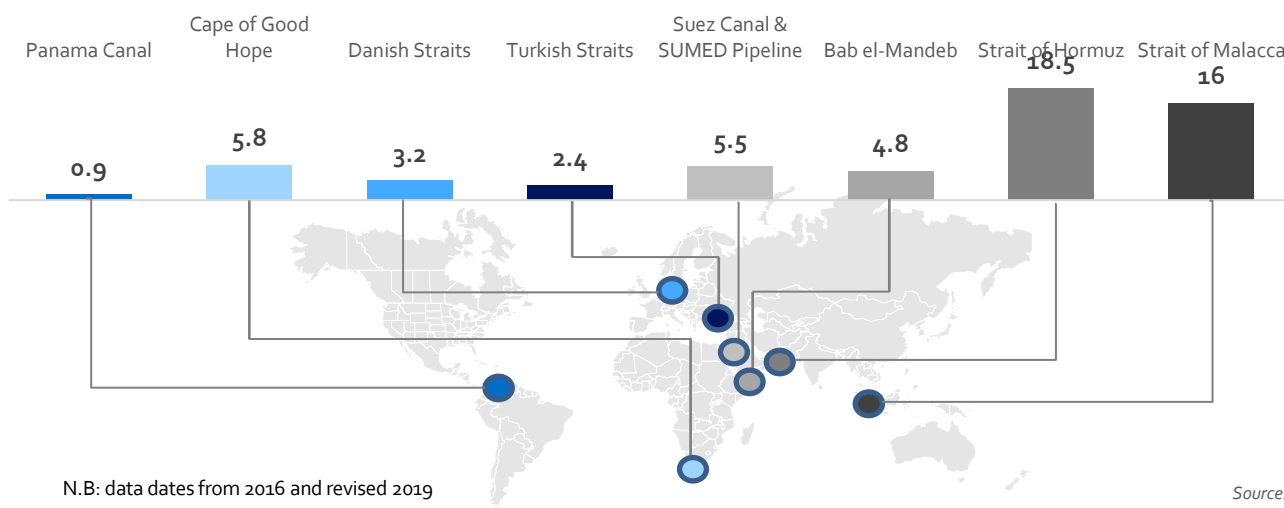 Panama Canal
Cape of Good
Hope
Danish Straits
Turkish Straits
Suez Canal &
SUMED Pipeline
Bab el-Mandeb
Strait of Hormuz
Strait of Malacca
0.9
5.8
3.2
2.4
5.5
4.8
18.5
16
N.B: data dates from 2016 and revised 2019
Source: